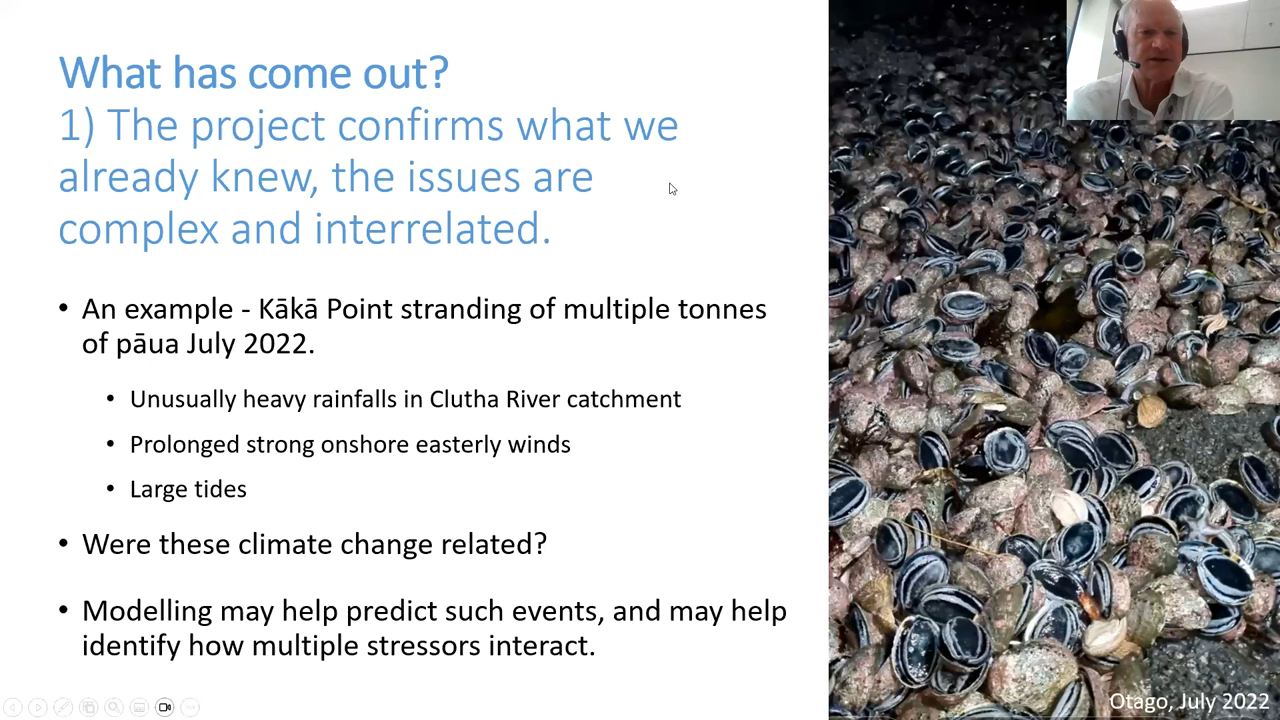 What has come out?
1) The project confirms what we
already knew, the issues are
complex and interrelated.
• An example - Kākā Point stranding of multiple tonnes
of pāua July 2022.
• Unusually heavy rainfalls in Clutha River catchment
• Prolonged strong onshore easterly winds
• Large tides
• Were these climate change related?
• Modelling may help predict such events, and may help
identify how multiple stressors interact.
Otago, July 2022